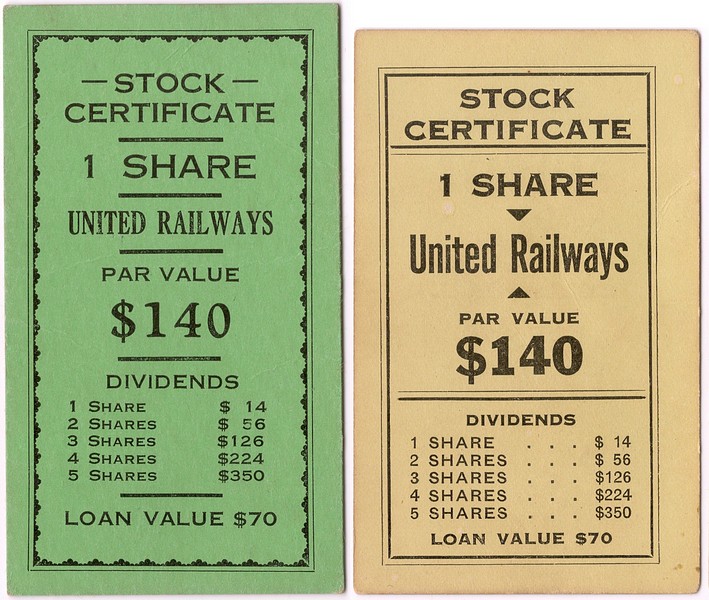 — STOCK —
CERTIFICATE
1 SHARE
UNITED RAILWAYS
PAR VALUE
$140
DIVIDENDS
1 SHARE $ 14
2 SHARES $ 56
3 SHARES $126
4 SHARES $224
5 SHARES $350
LOAN VALUE $70
STOCK
CERTIFICATE
1 SHARE
United Railways
PAR VALUE
$140
DIVIDENDS
1 SHARE . . . $ 14
2 SHARES . . . $ 56
3 SHARES . . . $126
4 SHARES . . . $224
5 SHARES . . . $350
LOAN VALUE $70